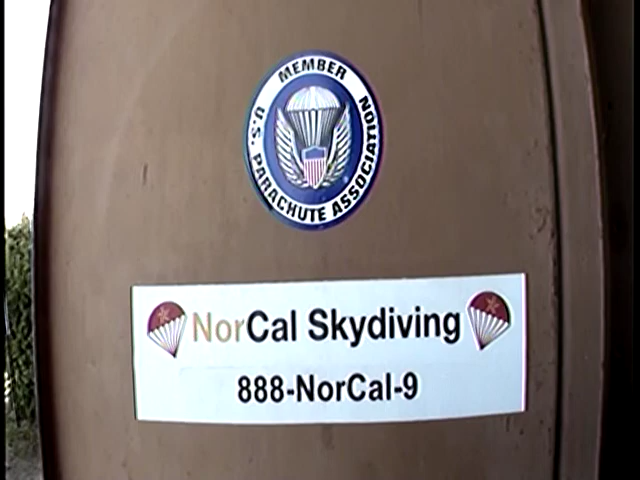 MEMBER
U.S. PARACHUTE ASSOCIATION
NorCal Skydiving
888-NorCal-9